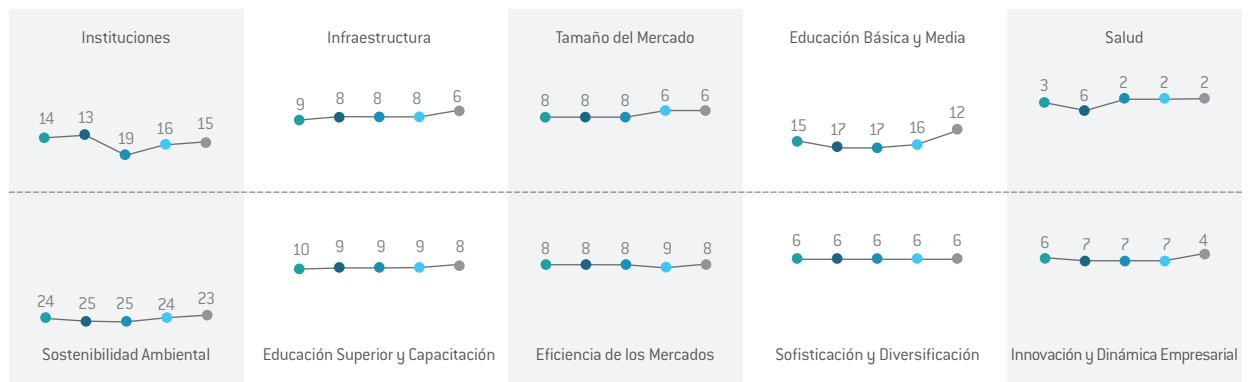 Instituciones
14 13 19 16 15
Infraestructura
9 8 8 8 6
Tamaño del Mercado
8 8 8 6 6
Educación Básica y Media
15 17 17 16 12
Salud
3 6 2 2 2
24 25 25 24 23
Sostenibilidad Ambiental
10 9 9 9 8
Educación Superior y Capacitación
8 8 8 9 8
Eficiencia de los Mercados
6 6 6 6 6
Sofisticación y Diversificación
6 7 7 7 4
Innovación y Dinámica Empresarial